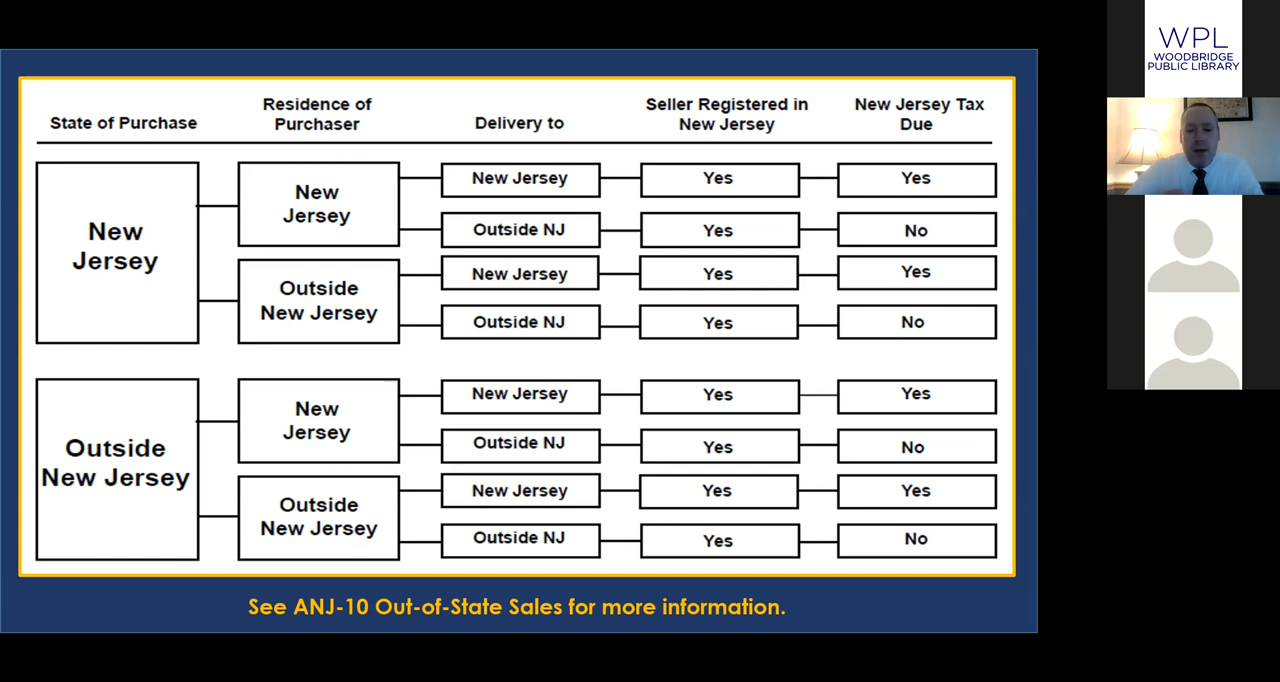 State of Purchase
Residence of
Purchaser
Delivery to
Seller Registered in
New Jersey
New Jersey Tax
Due
New
Jersey
New
Jersey
New Jersey
Yes
Yes
Outside NJ
Yes
No
Outside
New Jersey
New Jersey
Yes
Yes
Outside NJ
Yes
No
Outside
New Jersey
New
Jersey
New Jersey
Yes
Yes
Outside NJ
Yes
No
Outside
New Jersey
New Jersey
Yes
Yes
Outside NJ
Yes
No
See ANJ-10 Out-of-State Sales for more information.
WPL
WOODBRIDGE
PUBLIC LIBRARY